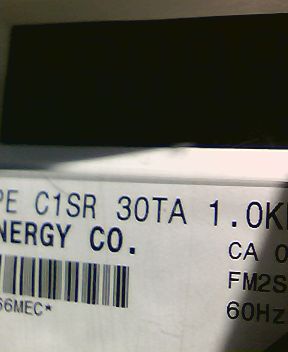 PE C1SR 30TA 1.0K
NERGY CO.
CA 0
FM2S
66MEC*
60Hz